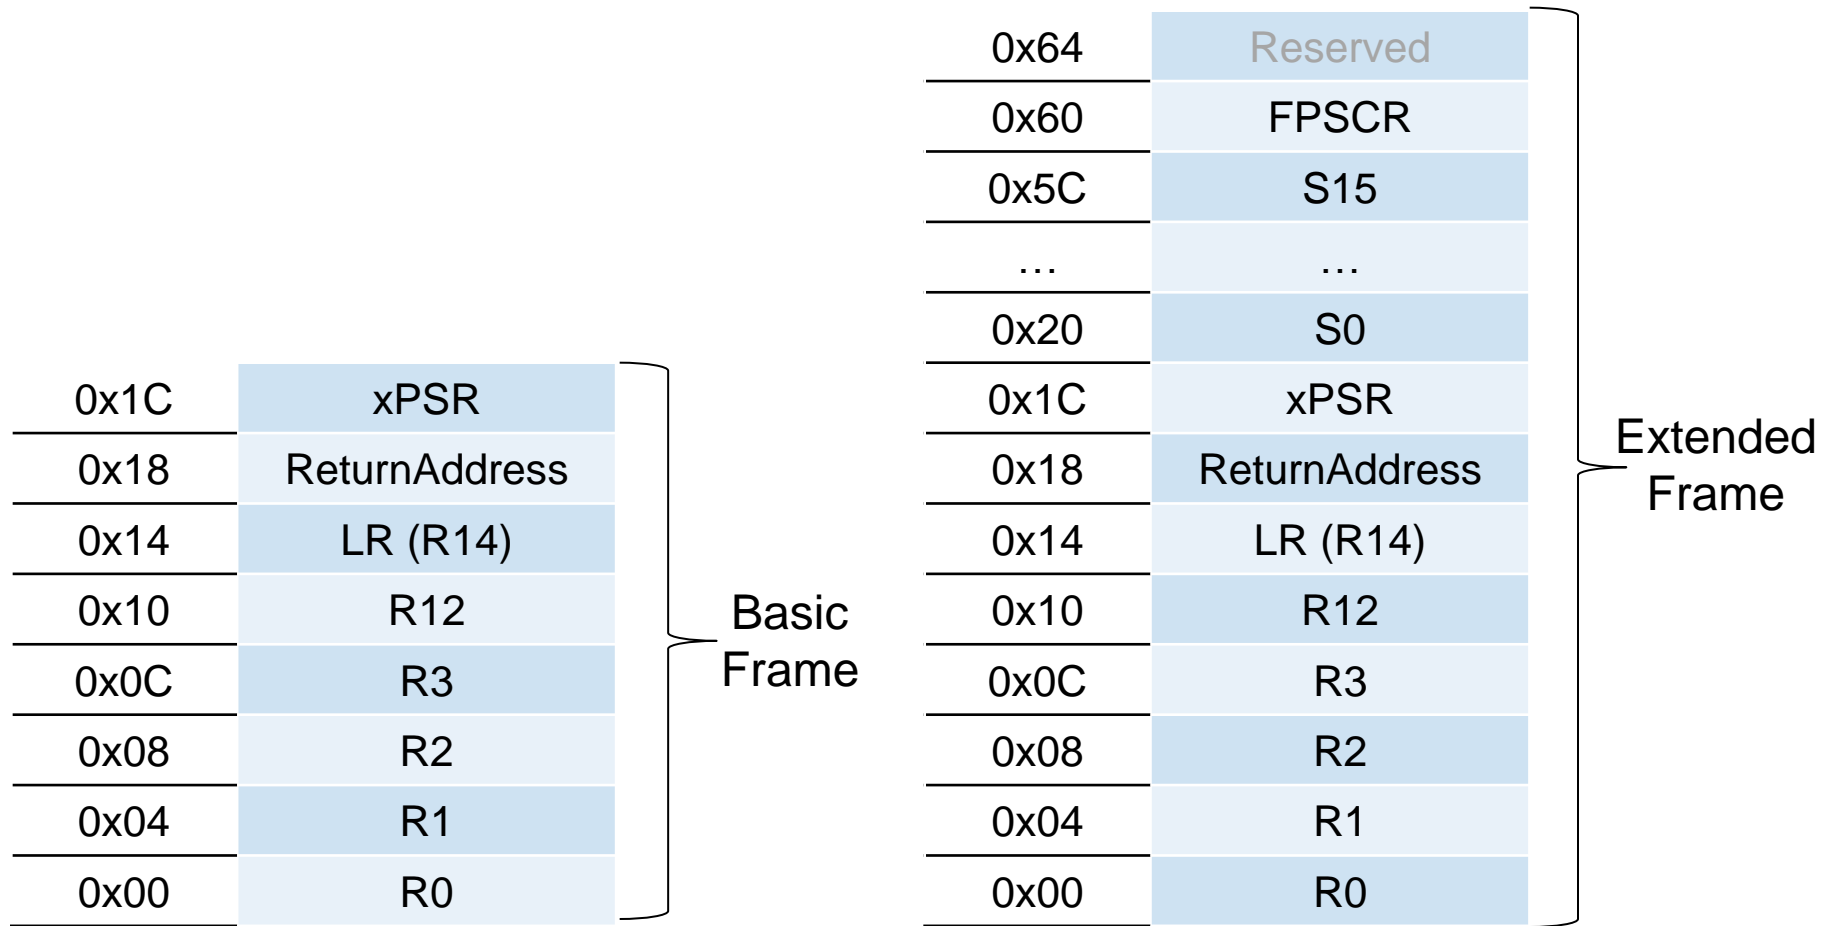 0x1C xPSR
0x18 ReturnAddress
0x14 LR (R14)
0x10 R12
0x0C R3
0x08 R2
0x04 R1
0x00 R0
Basic
Frame
0x64 Reserved
0x60 FPSCR
0x5C S15
… …
0x20 S0
0x1C xPSR
0x18 ReturnAddress
0x14 LR (R14)
0x10 R12
0x0C R3
0x08 R2
0x04 R1
0x00 R0
Extended
Frame